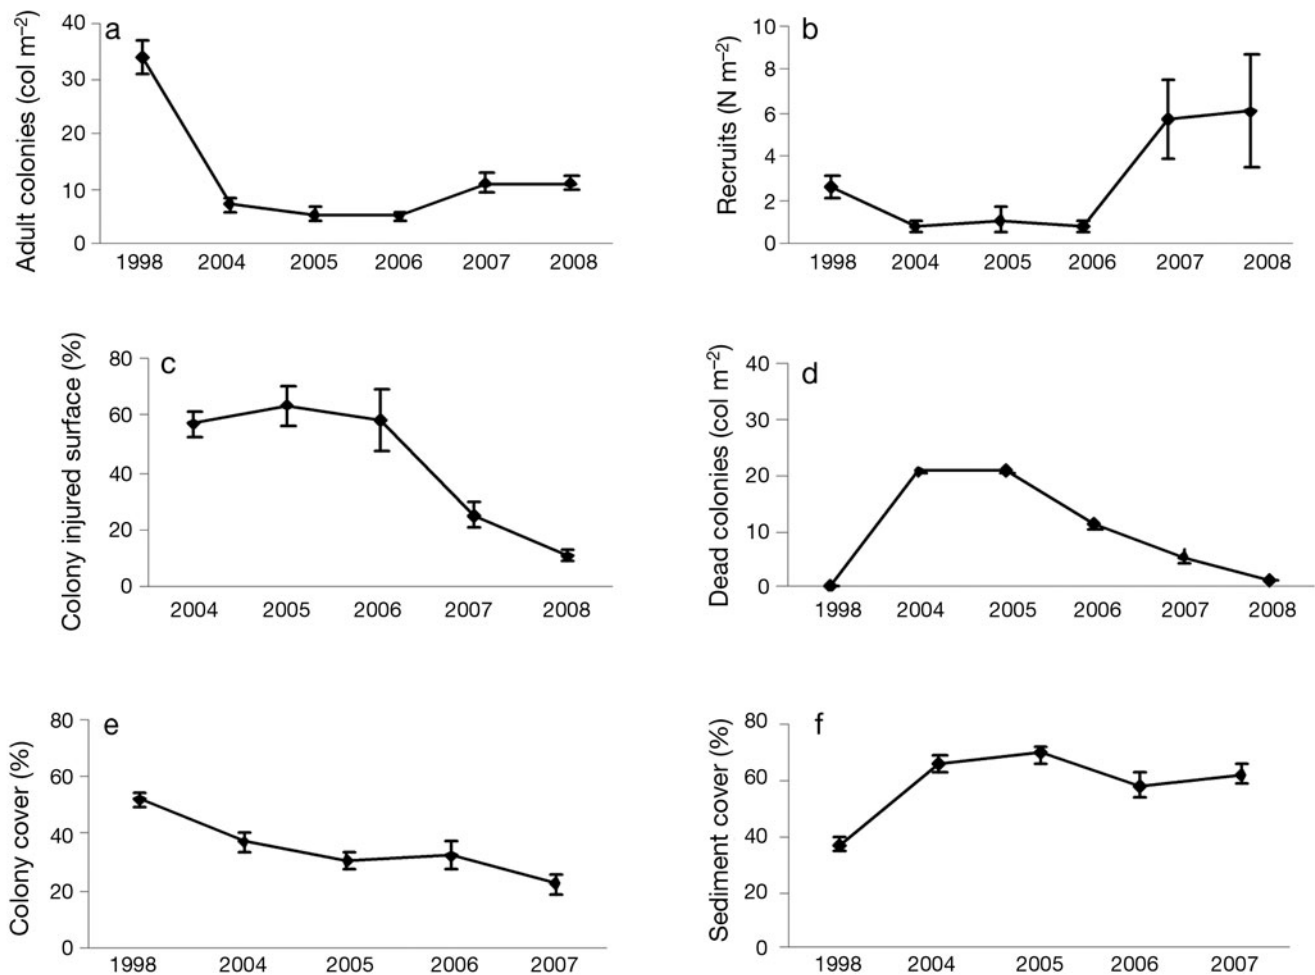 a
Adult colonies (col m⁻²)
40
30
20
10
0
1998 2004 2005 2006 2007 2008
b
Recruits (N m⁻²)
10
8
6
4
2
0
1998 2004 2005 2006 2007 2008
c
Colony injured surface (%)
80
60
40
20
0
2004 2005 2006 2007 2008
d
Dead colonies (col m⁻²)
40
30
20
10
0
1998 2004 2005 2006 2007 2008
e
Colony cover (%)
80
60
40
20
0
1998 2004 2005 2006 2007
f
Sediment cover (%)
80
60
40
20
0
1998 2004 2005 2006 2007